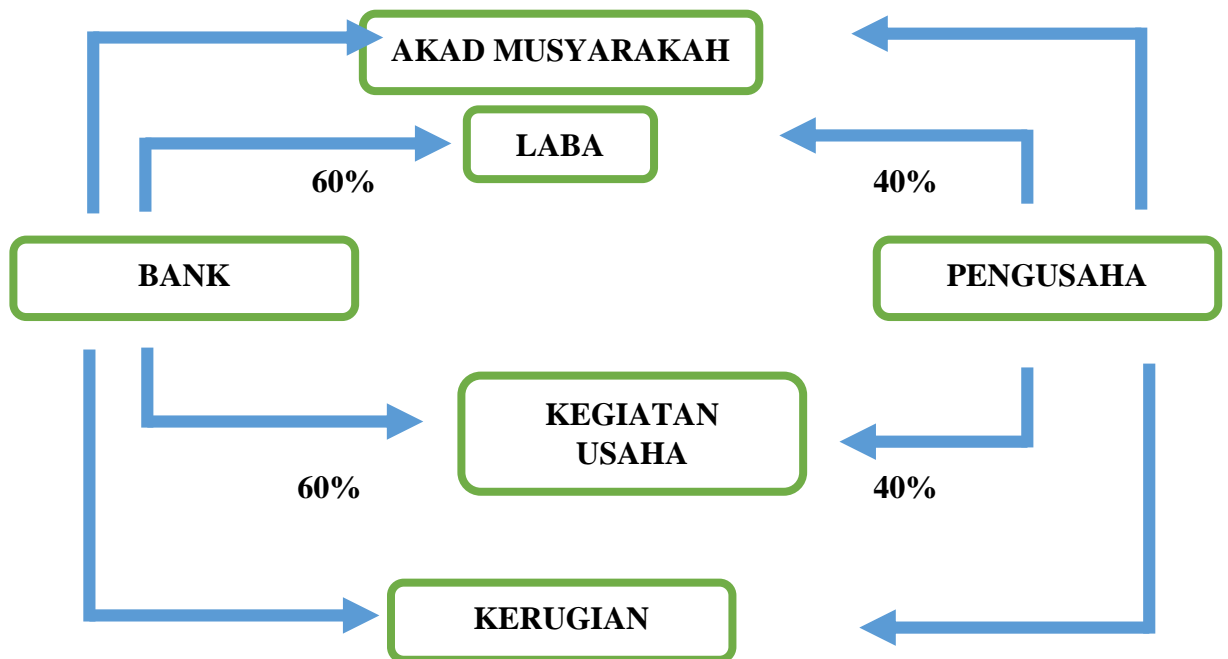 AKAD MUSYARAKAH
LABA
60%
40%
BANK
PENGUSAHA
KEGIATAN
USAHA
60%
40%
KERUGIAN